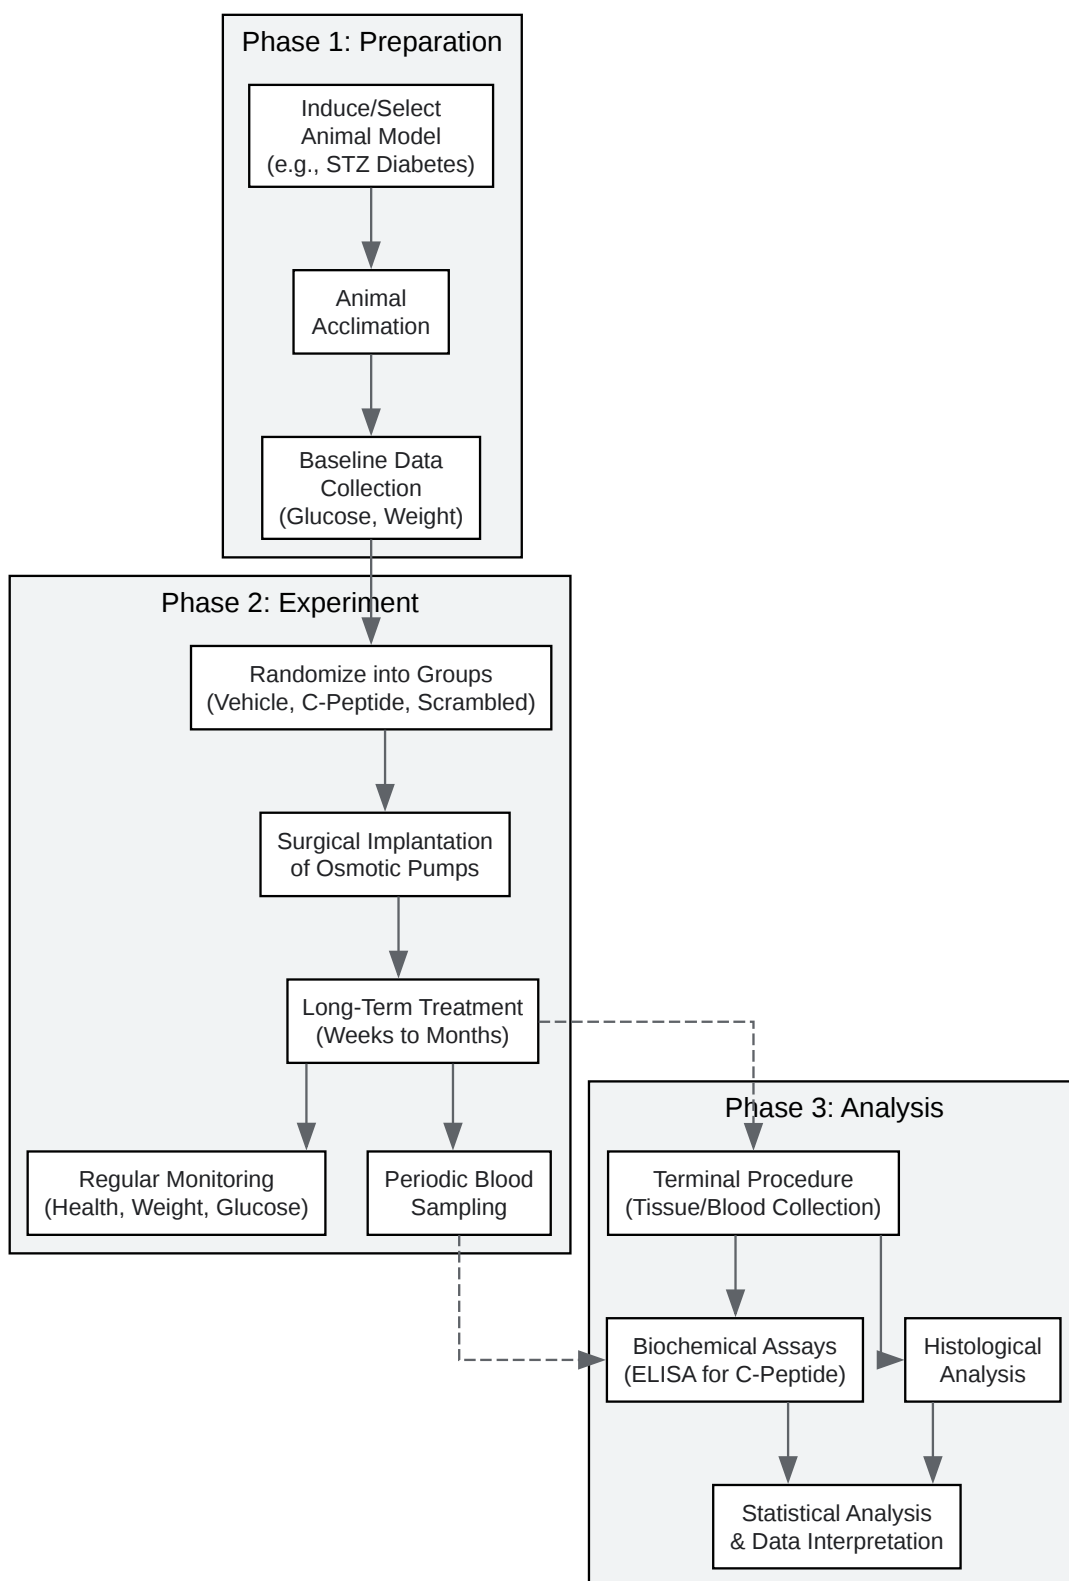 Phase 1: Preparation
Induce/Select
Animal Model
(e.g., STZ Diabetes)
Animal
Acclimation
Baseline Data
Collection
(Glucose, Weight)
Phase 2: Experiment
Randomize into Groups
(Vehicle, C-Peptide, Scrambled)
Surgical Implantation
of Osmotic Pumps
Long-Term Treatment
(Weeks to Months)
Regular Monitoring
(Health, Weight, Glucose)
Periodic Blood
Sampling
Phase 3: Analysis
Terminal Procedure
(Tissue/Blood Collection)
Biochemical Assays
(ELISA for C-Peptide)
Histological
Analysis
Statistical Analysis
& Data Interpretation